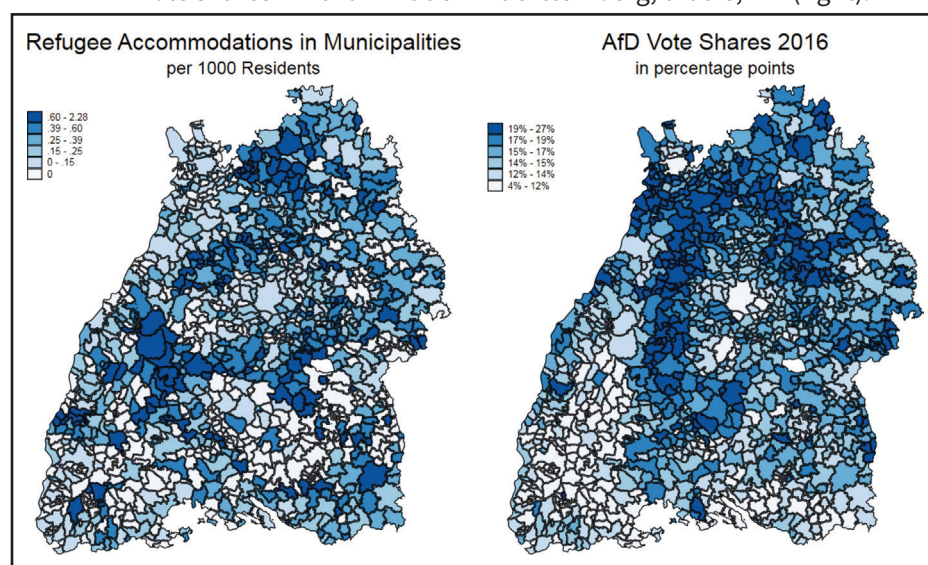 Refugee Accommodations in Municipalities
per 1000 Residents
.60 - 2.28
.39 - .60
.25 - .39
.15 - .25
0 - .15
0
AfD Vote Shares 2016
in percentage points
19% - 27%
17% - 19%
15% - 17%
14% - 15%
12% - 14%
4% - 12%